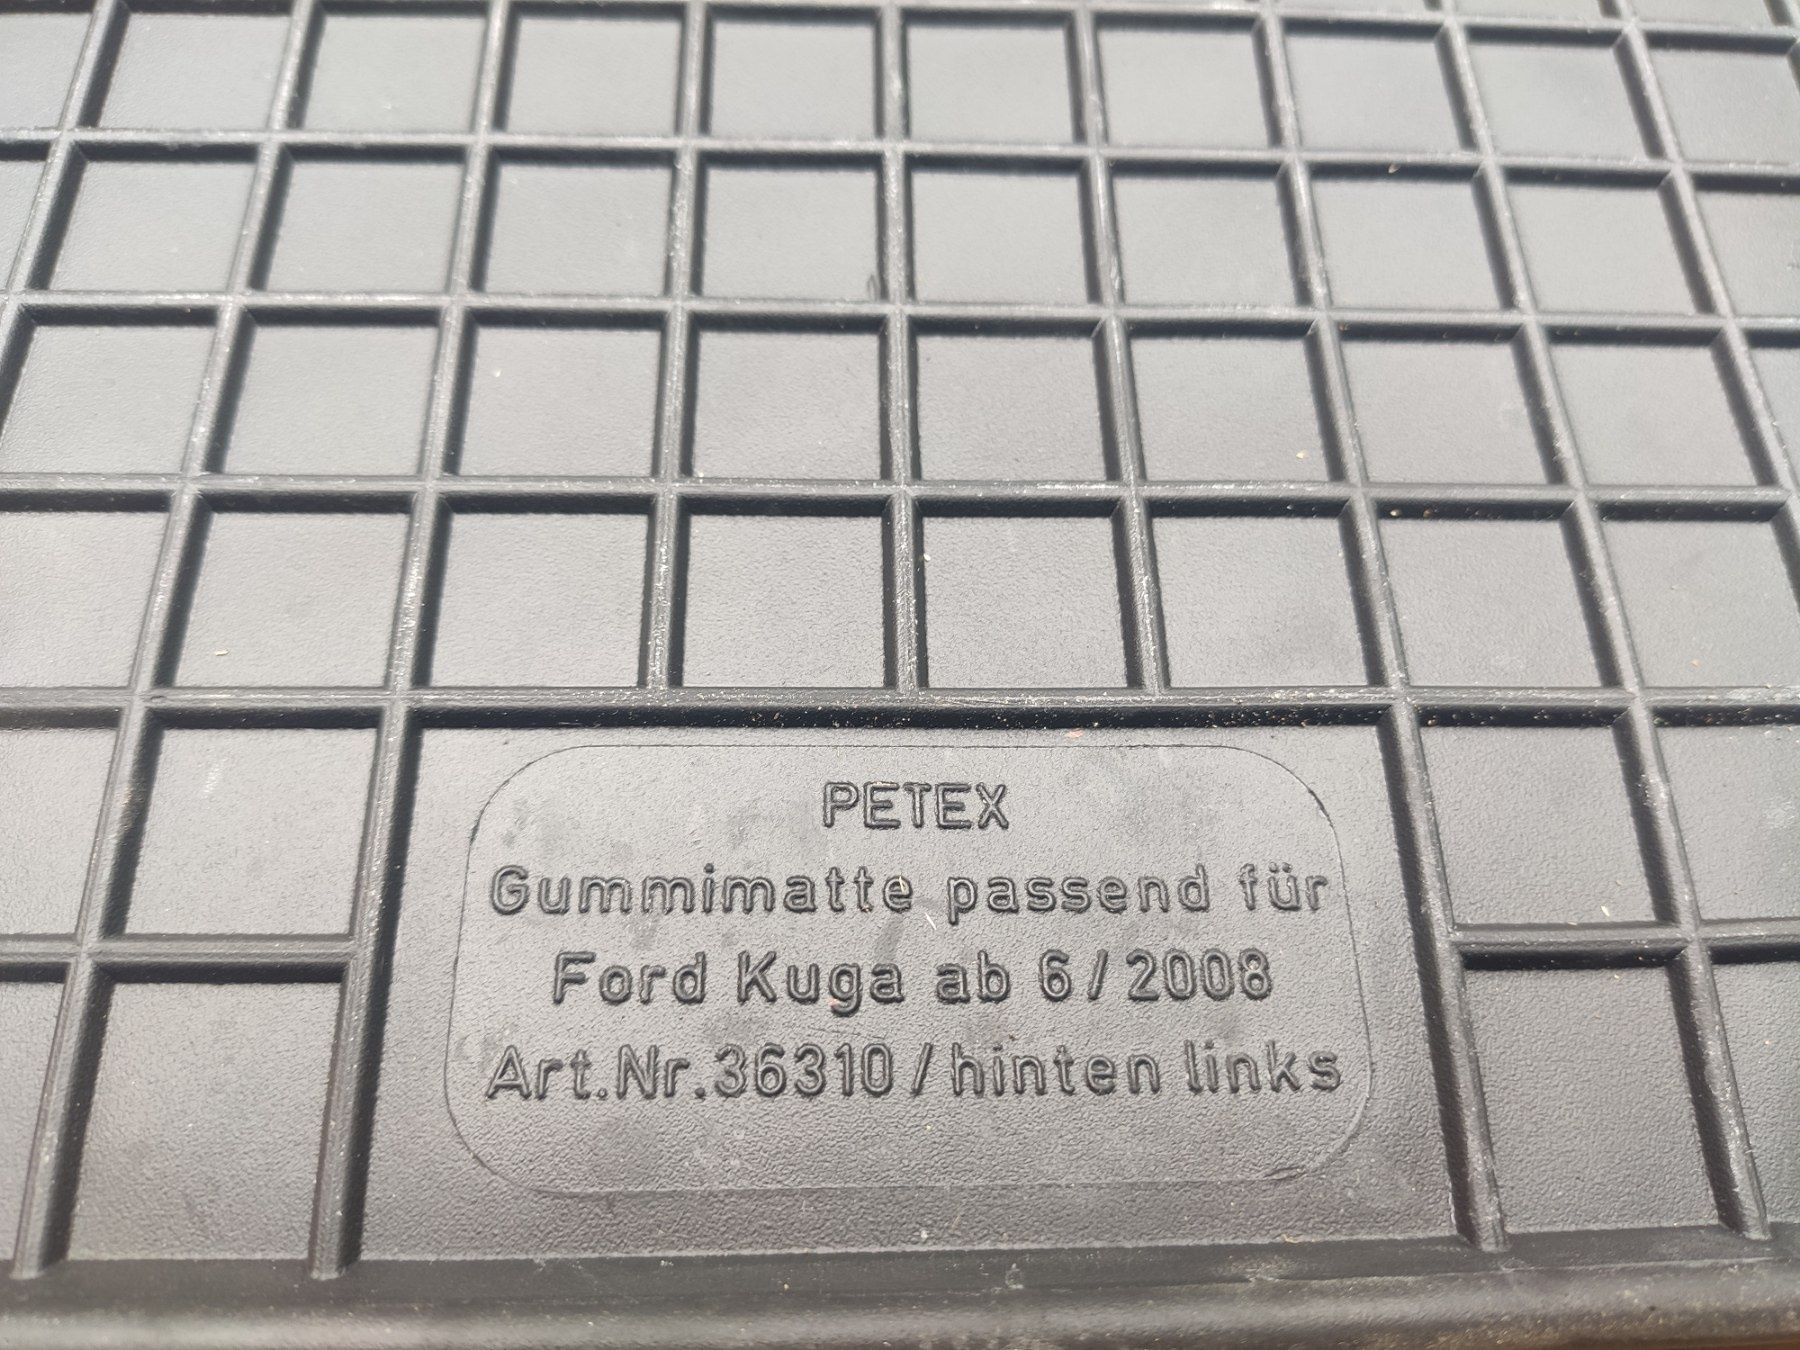 PETEX
Gummimatte passend für
Ford Kuga ab 6/2008
Art.Nr.36310/hinten links